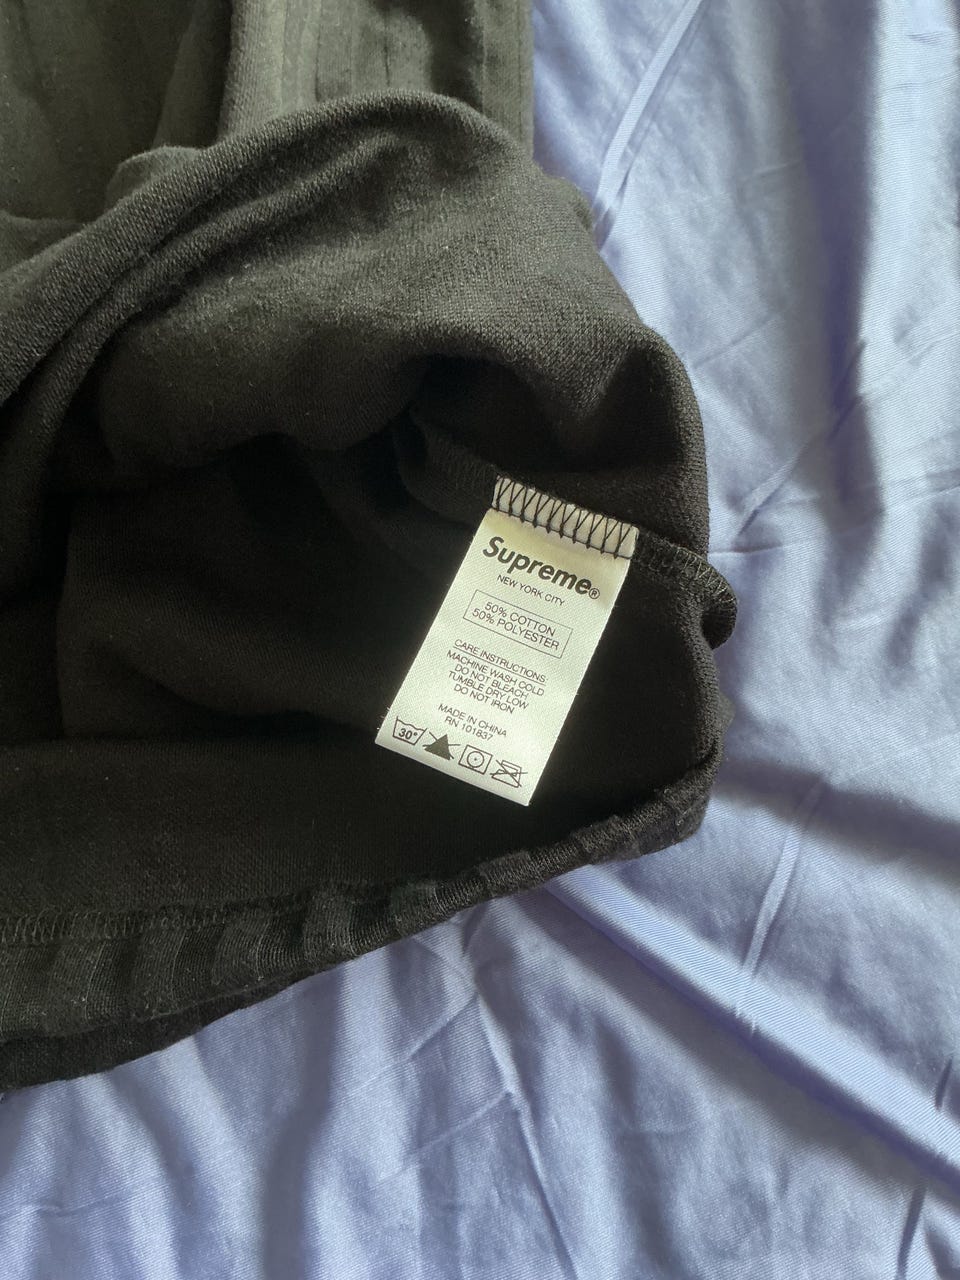 Supreme®
NEW YORK CITY
50% COTTON
50% POLYESTER
CARE INSTRUCTIONS:
MACHINE WASH COLD
DO NOT BLEACH
TUMBLE DRY LOW
DO NOT IRON
MADE IN CHINA
RN 101837
30°